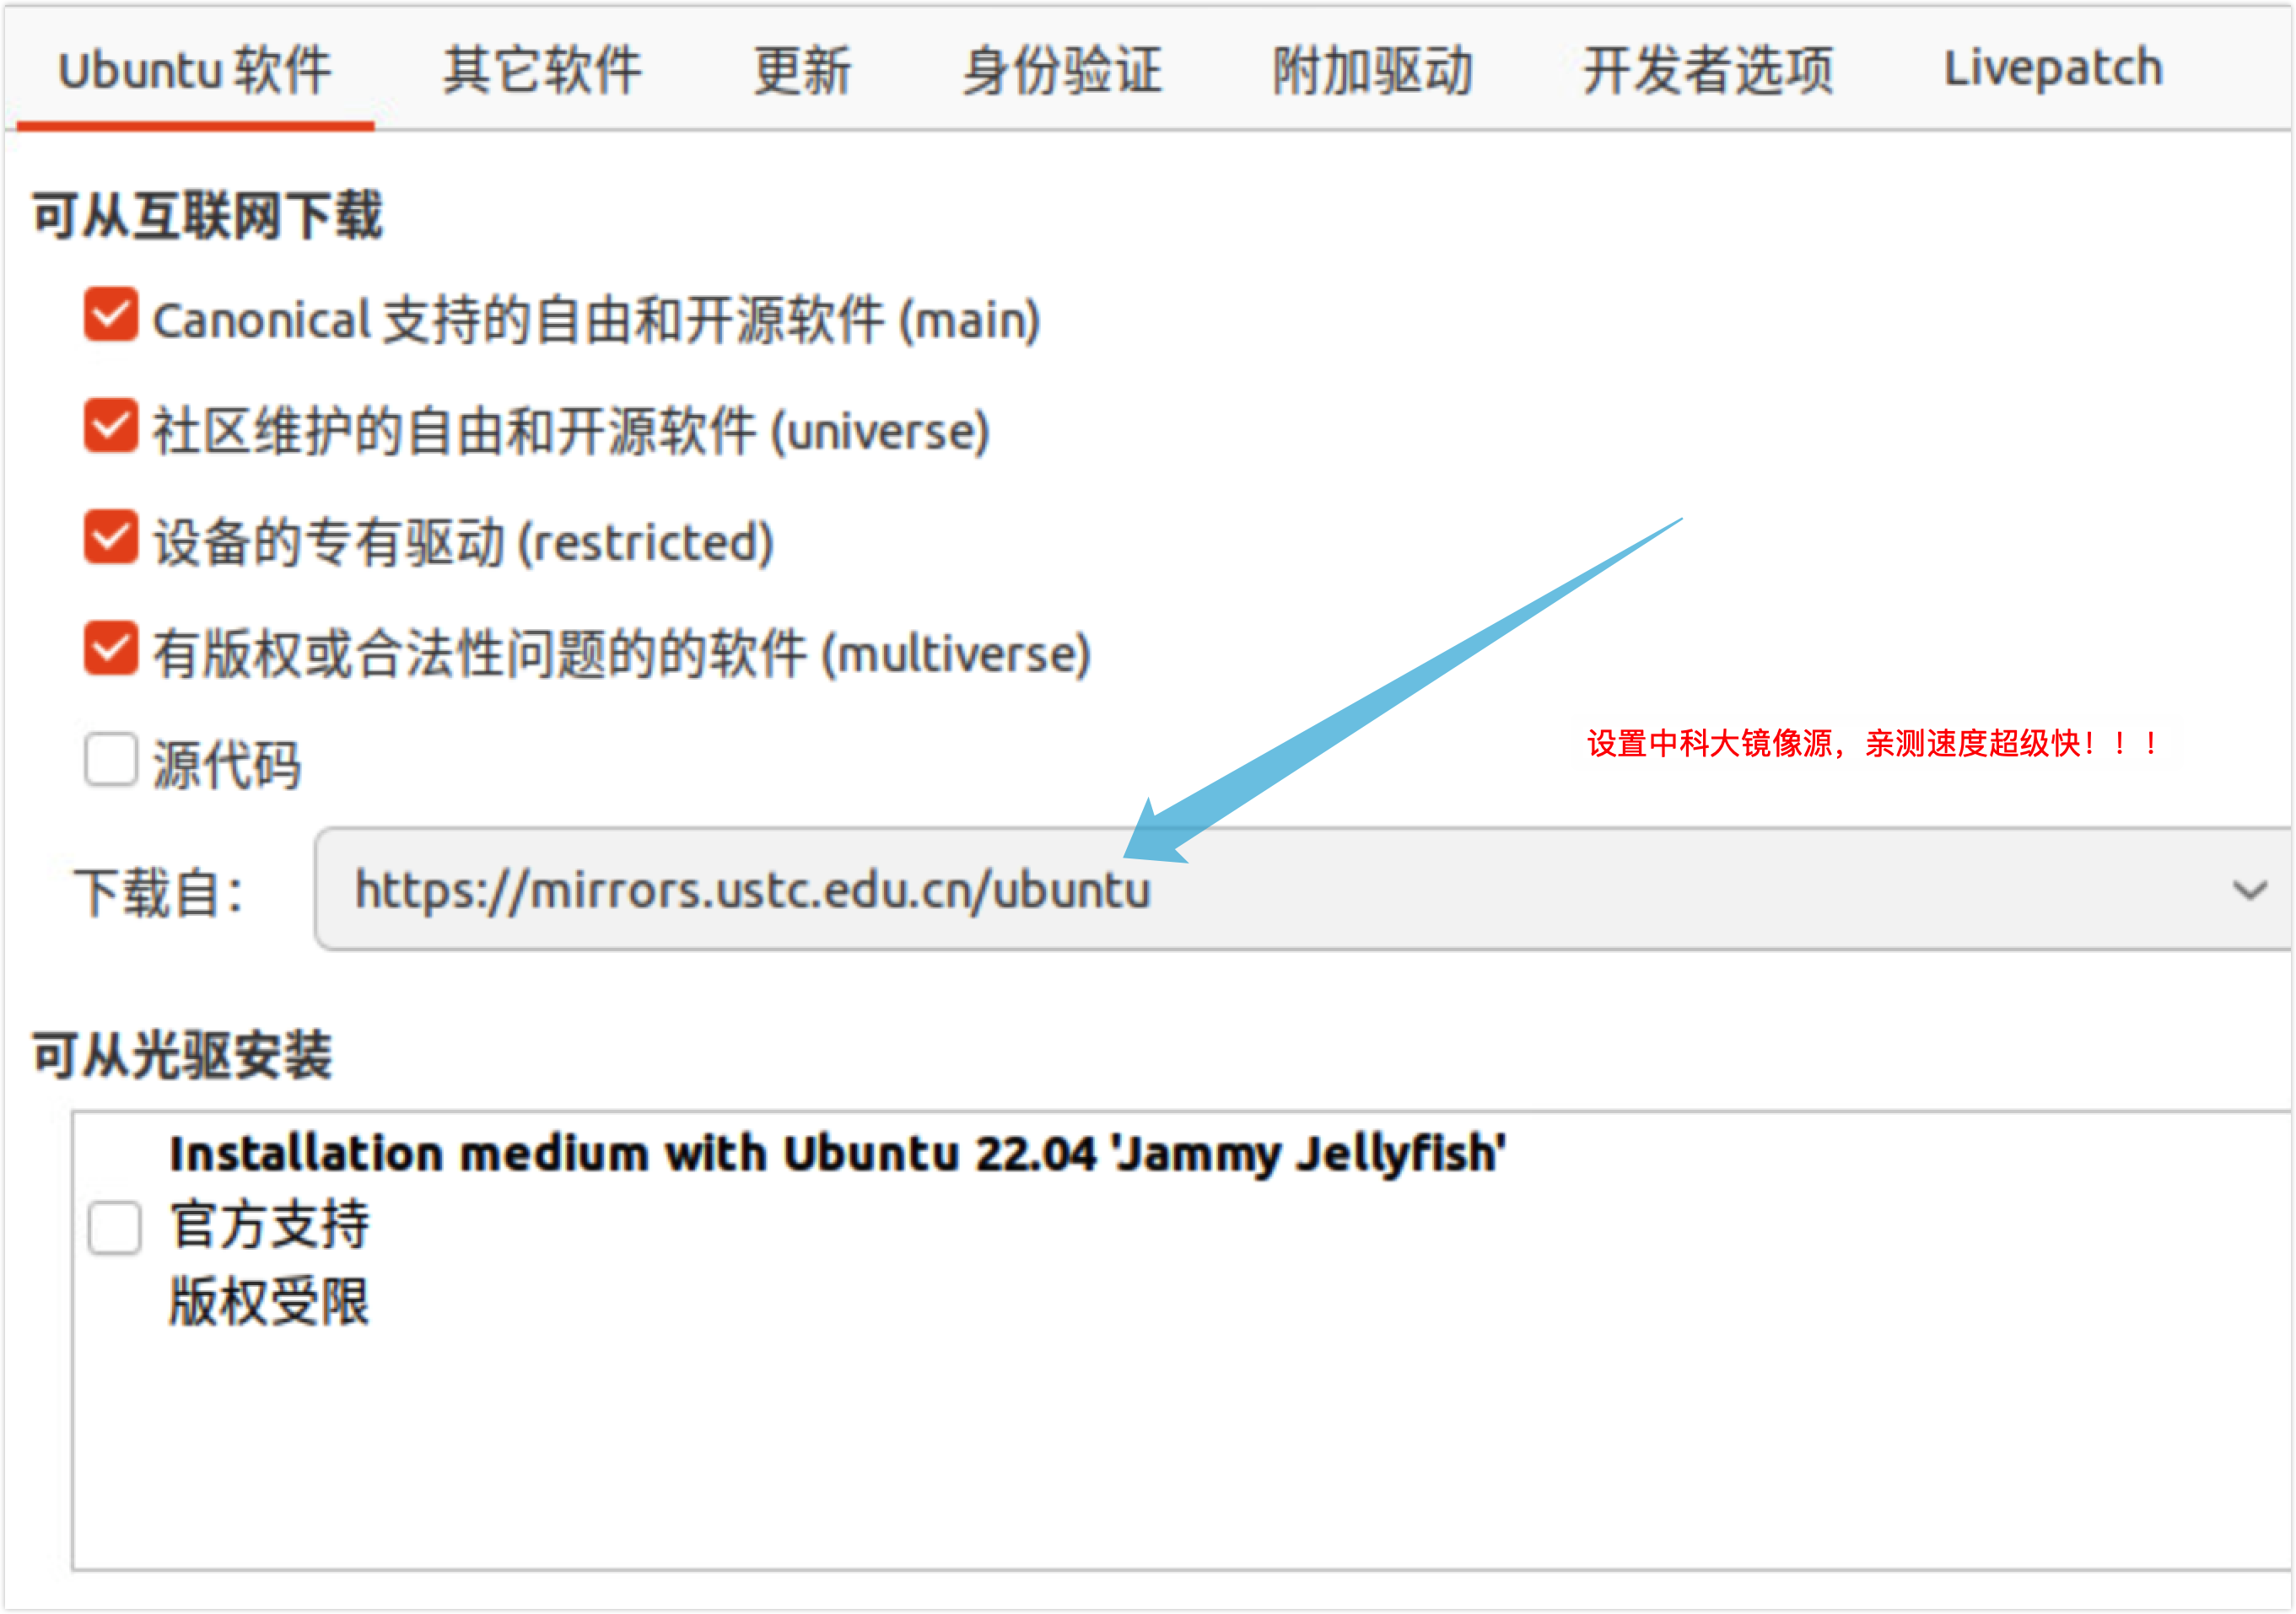 Ubuntu 软件 其它软件 更新 身份验证 附加驱动 开发者选项 Livepatch
可从互联网下载
Canonical 支持的自由和开源软件 (main)
社区维护的自由和开源软件 (universe)
设备的专有驱动 (restricted)
有版权或合法性问题的的软件 (multiverse)
源代码
设置中科大镜像源，亲测速度超级快！！！
下载自： https://mirrors.ustc.edu.cn/ubuntu
可从光驱安装
Installation medium with Ubuntu 22.04 'Jammy Jellyfish'
官方支持
版权受限